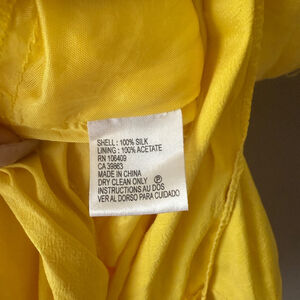 SHELL : 100% SILK
LINING : 100% ACETATE
RN 106409
CA 39863
MADE IN CHINA
DRY CLEAN ONLY Ⓟ
INSTRUCTIONS AU DOS
VER AL DORSO PARA CUIDADO